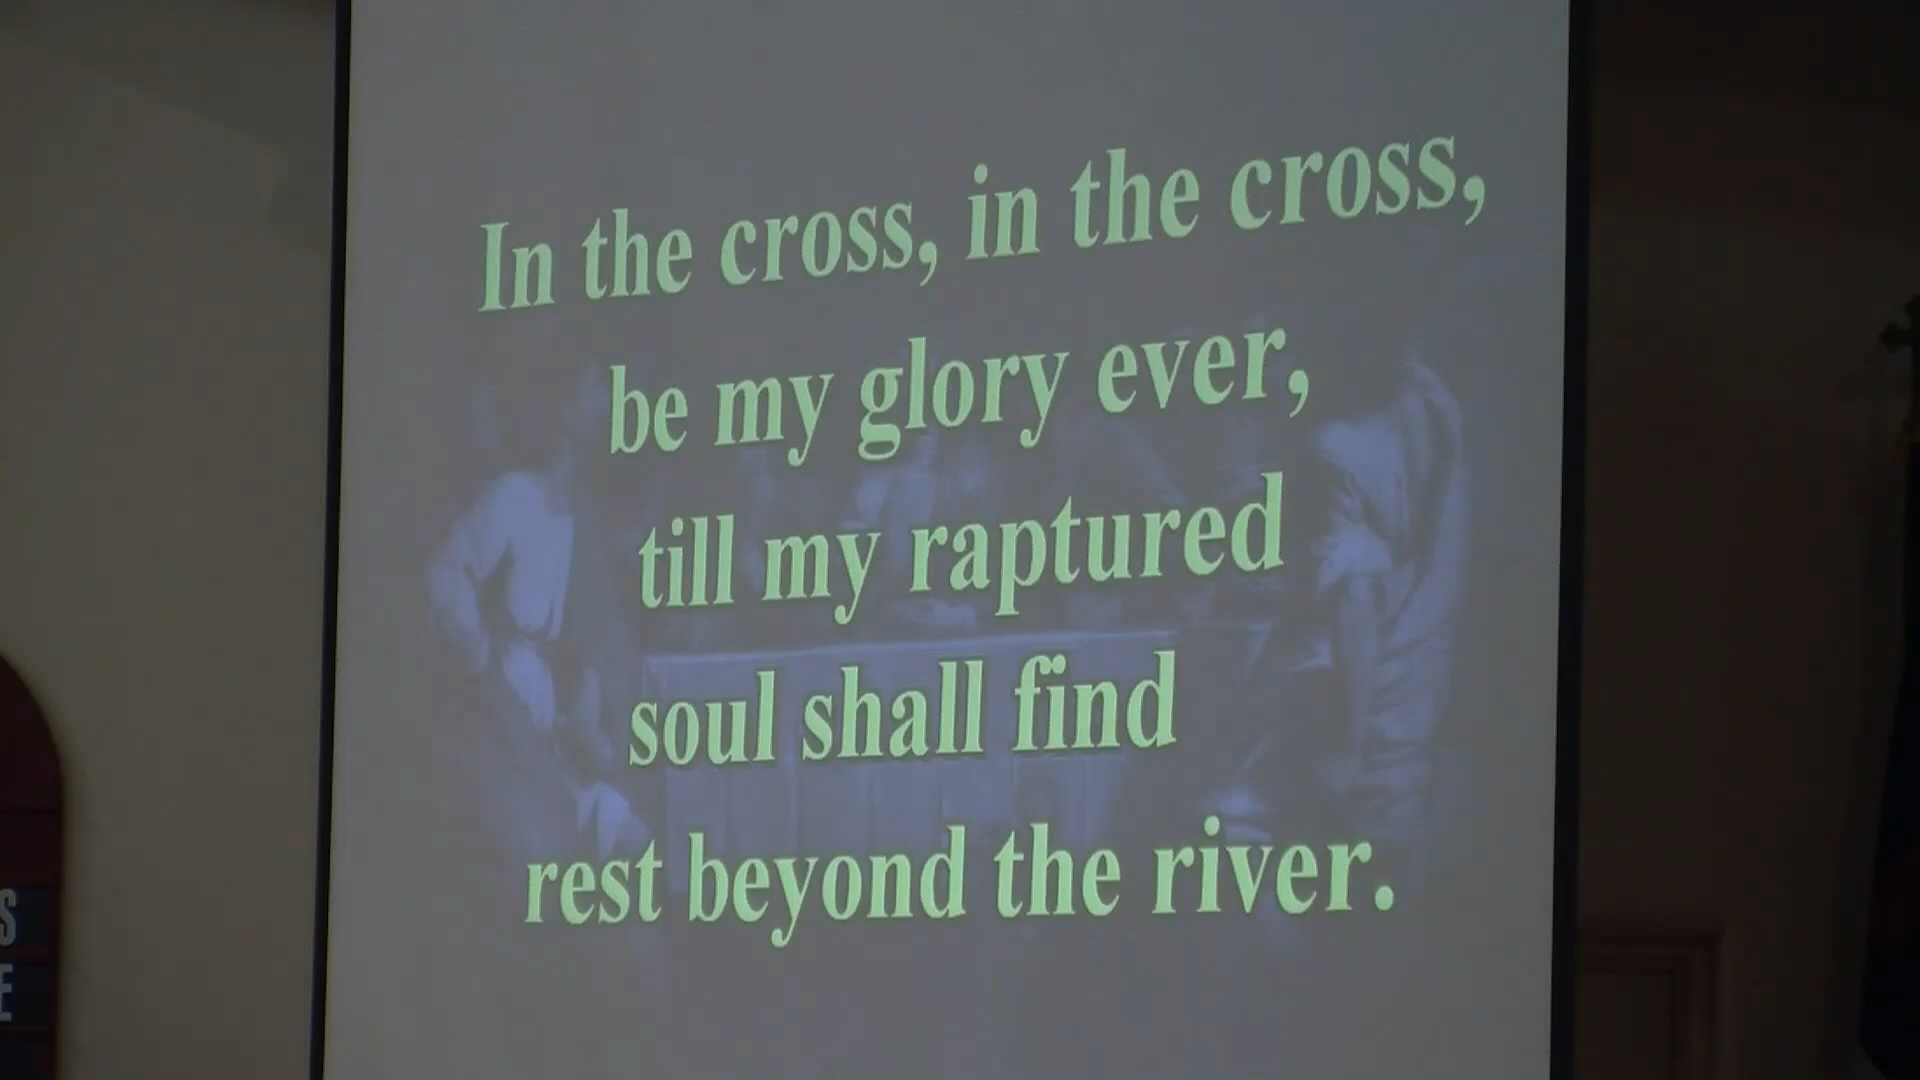 In the cross, in the cross,
be my glory ever,
till my raptured
soul shall find
rest beyond the river.
S
E